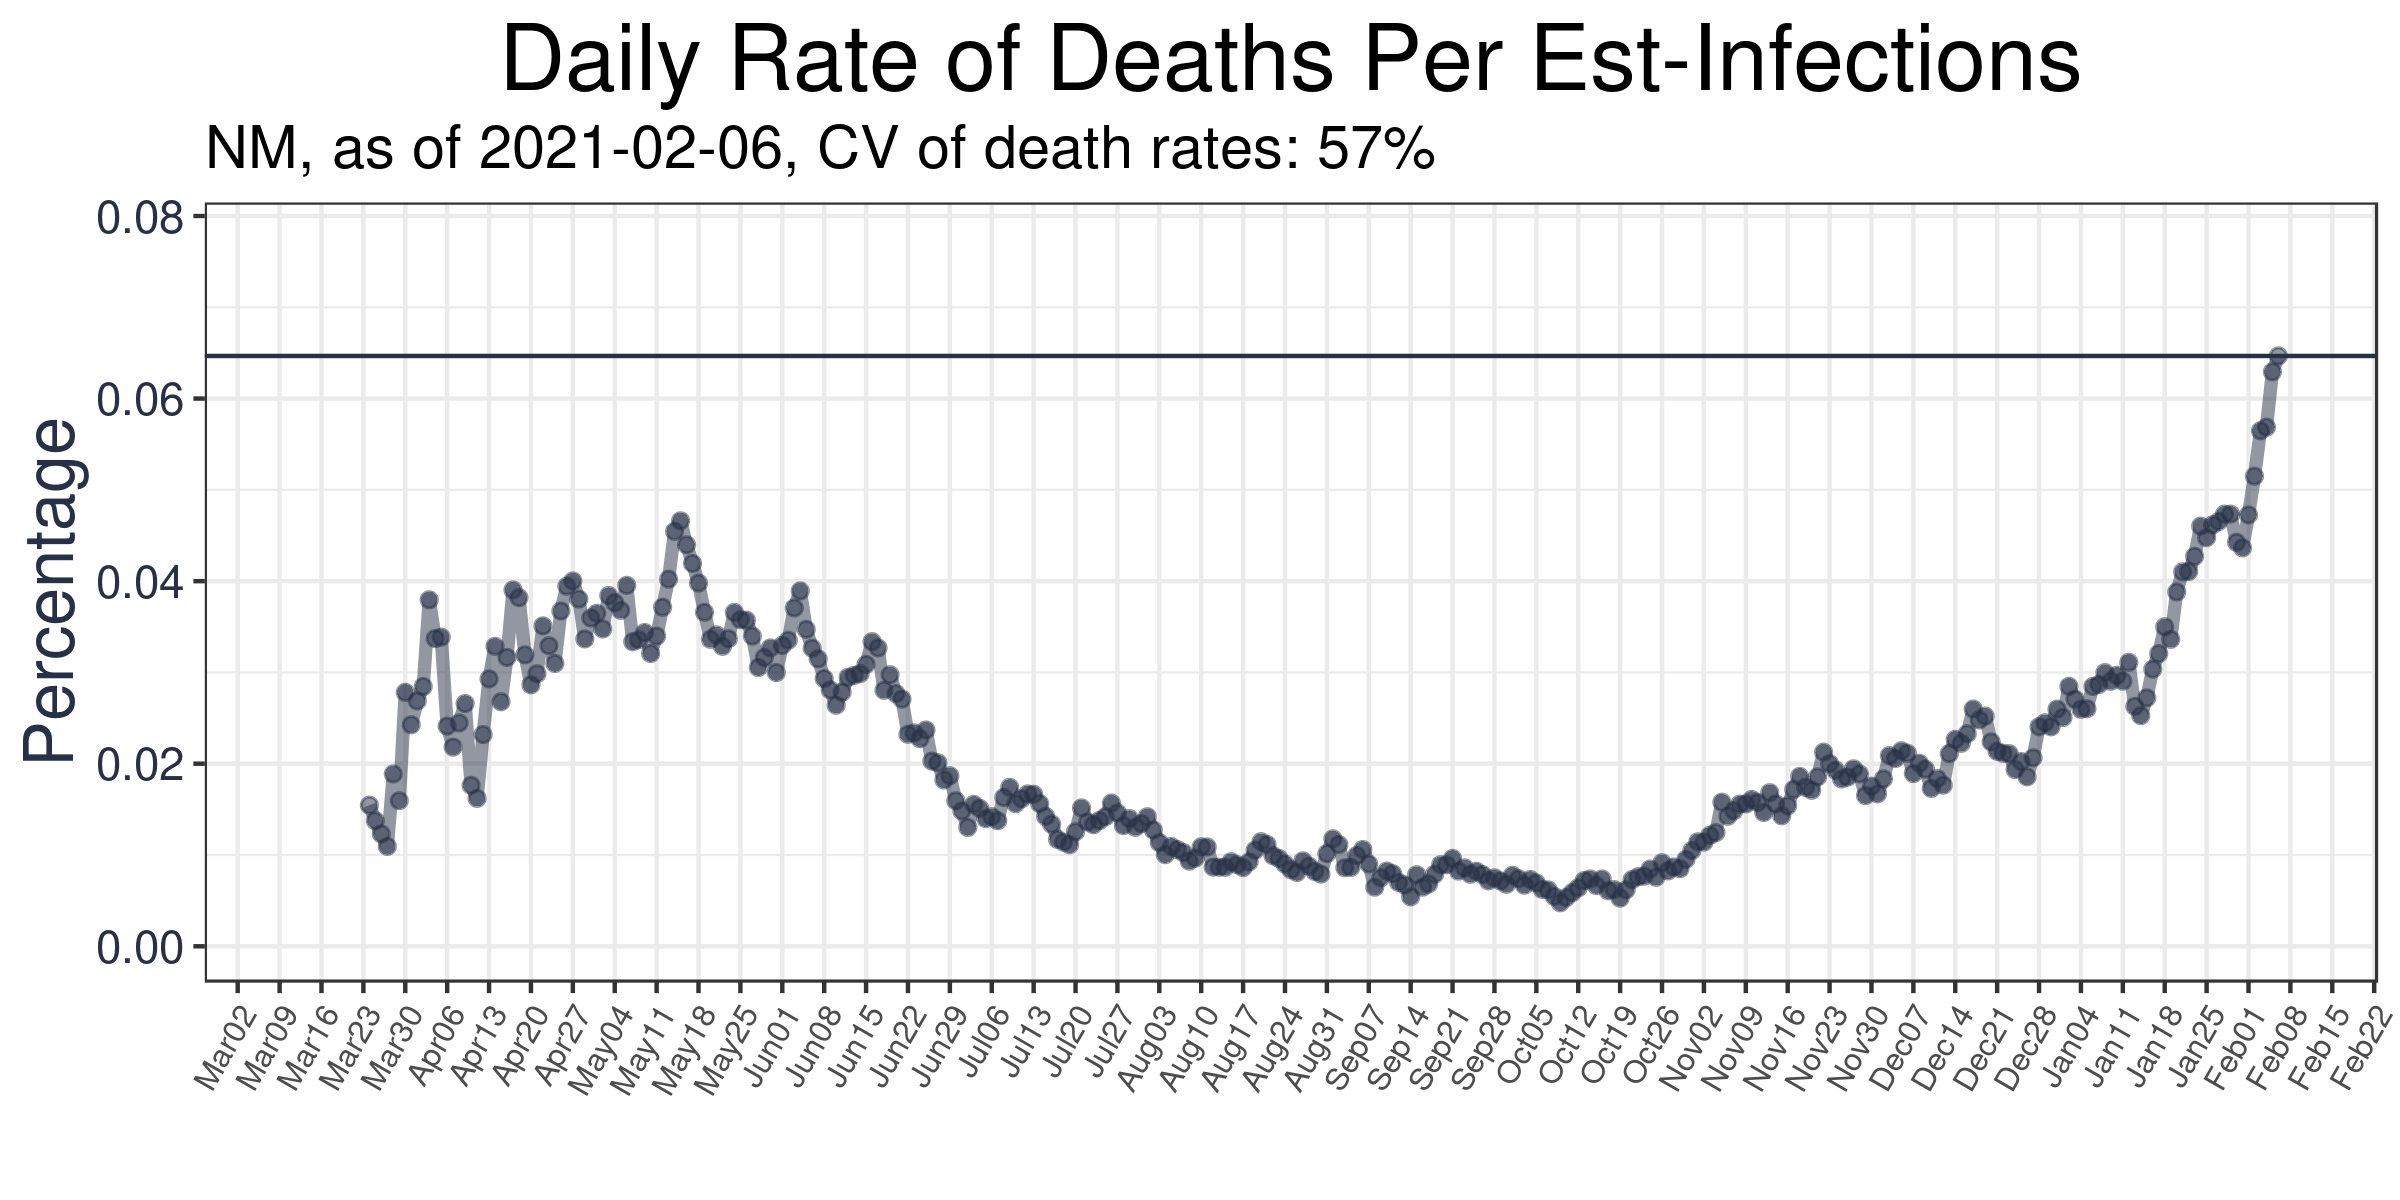 Daily Rate of Deaths Per Est-Infections
NM, as of 2021-02-06, CV of death rates: 57%
Percentage
0.08
0.06
0.04
0.02
0.00
Mar02
Mar09
Mar16
Mar23
Mar30
Apr06
Apr13
Apr20
Apr27
May04
May11
May18
May25
Jun01
Jun08
Jun15
Jun22
Jun29
Jul06
Jul13
Jul20
Jul27
Aug03
Aug10
Aug17
Aug24
Aug31
Sep07
Sep14
Sep21
Sep28
Oct05
Oct12
Oct19
Oct26
Nov02
Nov09
Nov16
Nov23
Nov30
Dec07
Dec14
Dec21
Dec28
Jan04
Jan11
Jan18
Jan25
Feb01
Feb08
Feb15
Feb22